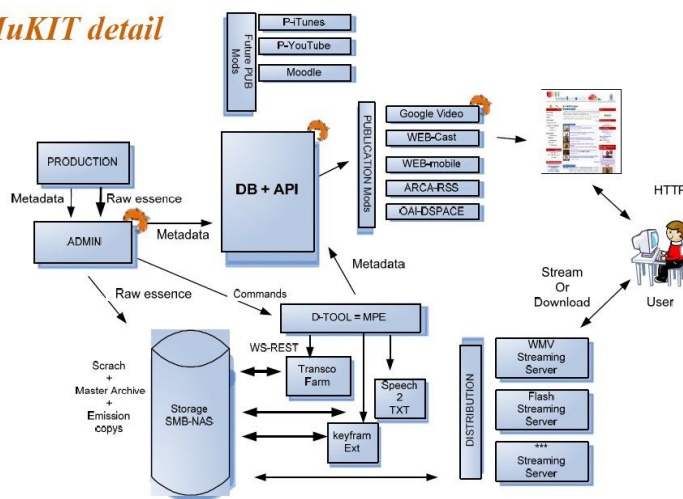 MuKIT detail
Future PUB
Mods
P-iTunes
P-YouTube
Moodle
PUBLICATION Mods
Google Video
WEB-Cast
WEB-mobile
ARCA-RSS
OAI-DSPACE
PRODUCTION
Metadata
Raw essence
ADMIN
Metadata
DB + API
HTTP
Metadata
Raw essence
Commands
D-TOOL = MPE
Stream
Or
Download
User
WS-REST
Scrach
+
Master Archive
+
Emission
copys
Storage
SMB-NAS
Transco
Farm
Speech
2
TXT
keyfram
Ext
DISTRIBUTION
WMV
Streaming
Server
Flash
Streaming
Server
***
Streaming
Server